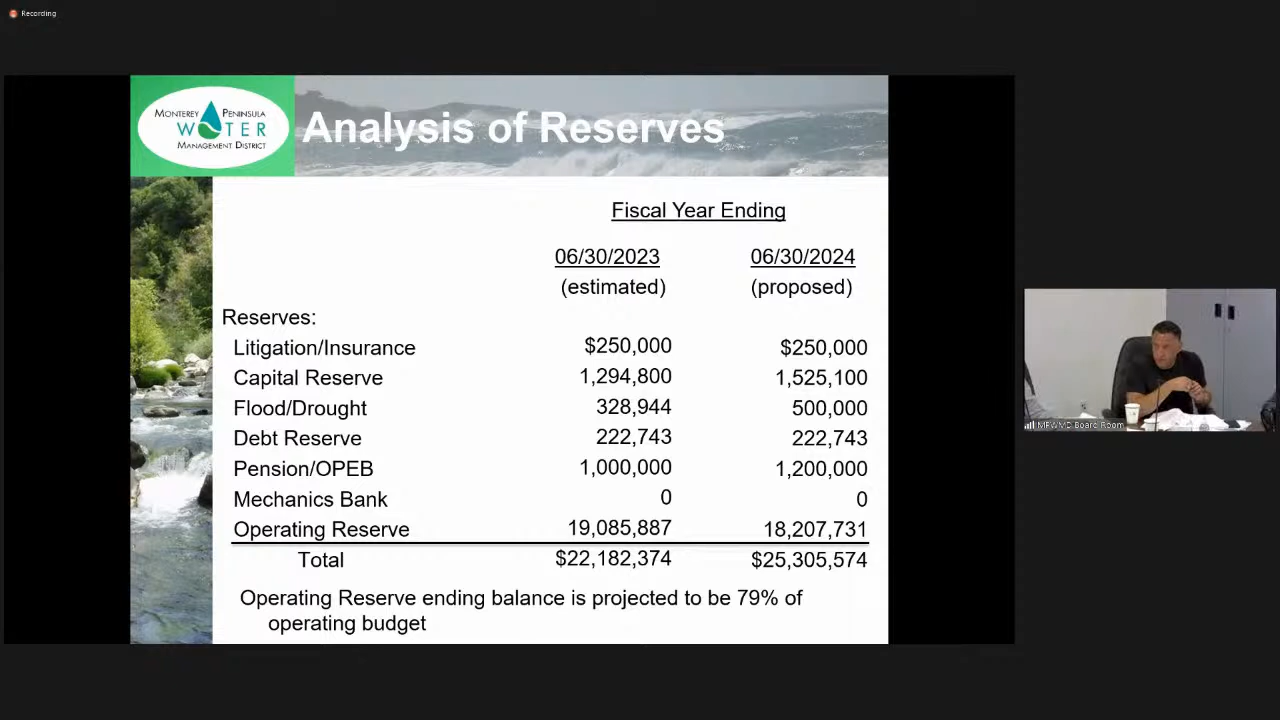 Recording
MONTEREY PENINSULA
WATER
MANAGEMENT DISTRICT
Analysis of Reserves
Fiscal Year Ending
06/30/2023 06/30/2024
(estimated) (proposed)
Reserves:
Litigation/Insurance $250,000 $250,000
Capital Reserve 1,294,800 1,525,100
Flood/Drought 328,944 500,000
Debt Reserve 222,743 222,743
Pension/OPEB 1,000,000 1,200,000
Mechanics Bank 0 0
Operating Reserve 19,085,887 18,207,731
Total $22,182,374 $25,305,574
Operating Reserve ending balance is projected to be 79% of
operating budget
MPWMD Board Room